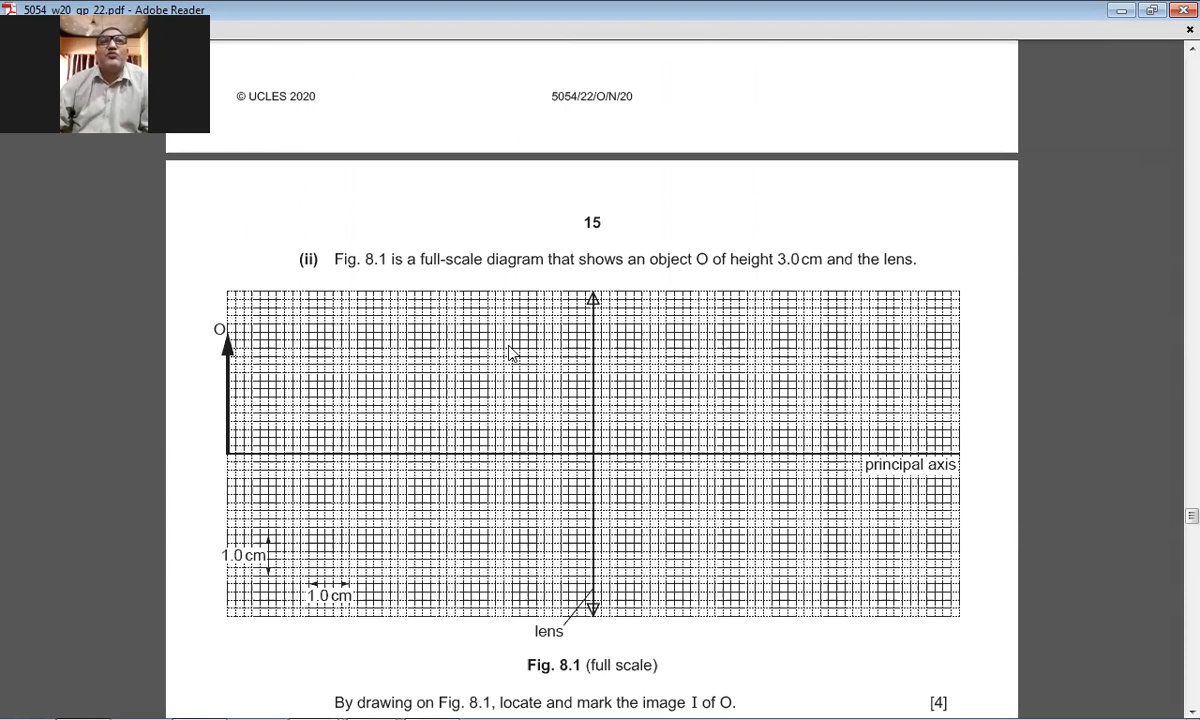 5054_w20_qp_22.pdf - Adobe Reader
© UCLES 2020
5054/22/O/N/20
15
(ii) Fig. 8.1 is a full-scale diagram that shows an object O of height 3.0 cm and the lens.
O
principal axis
1.0 cm
1.0 cm
lens
Fig. 8.1 (full scale)
By drawing on Fig. 8.1, locate and mark the image I of O. [4]